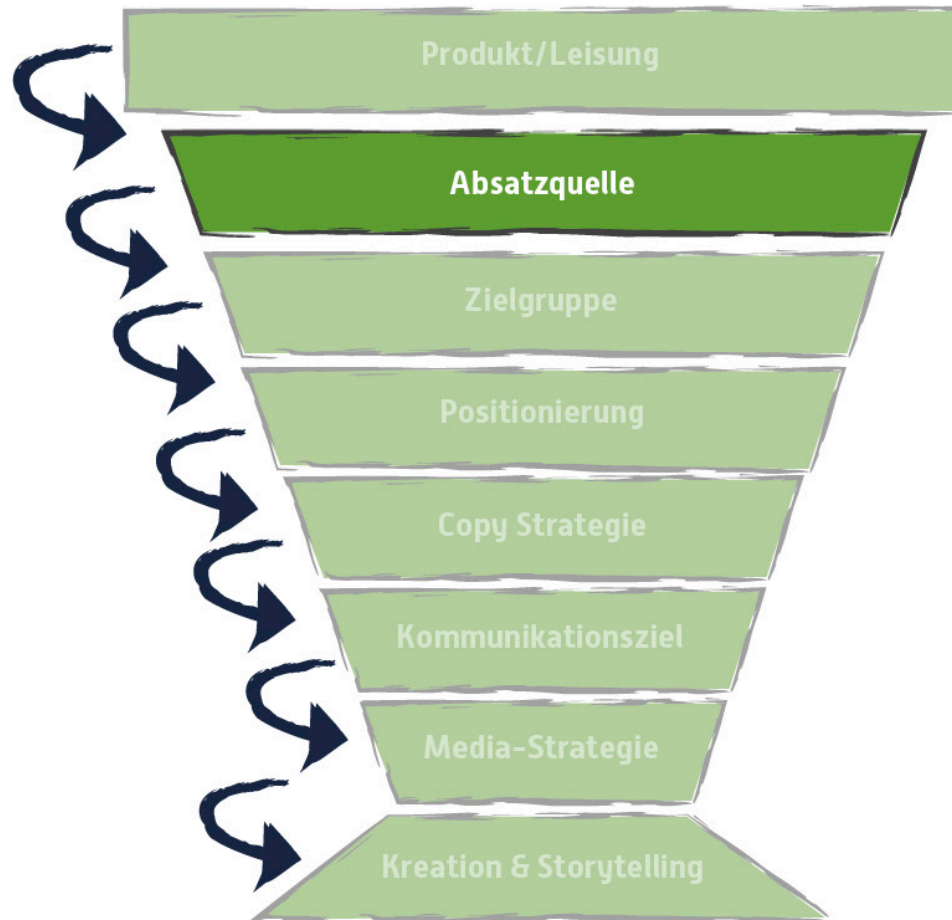 Produkt/Leisung
Absatzquelle
Zielgruppe
Positionierung
Copy Strategie
Kommunikationsziel
Media-Strategie
Kreation & Storytelling